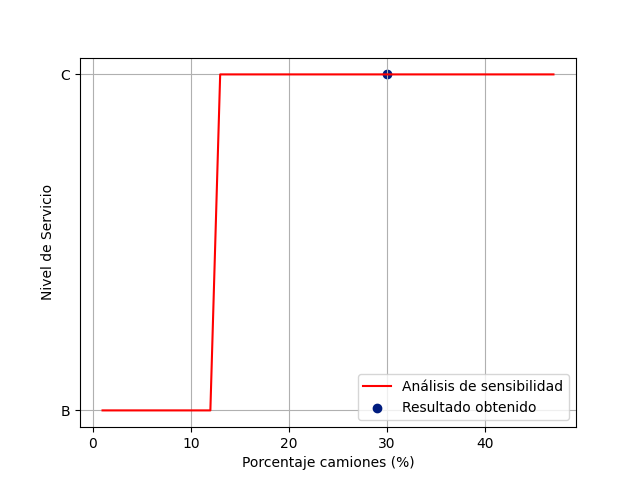 C
Nivel de Servicio
B
Análisis de sensibilidad
Resultado obtenido
0 10 20 30 40
Porcentaje camiones (%)